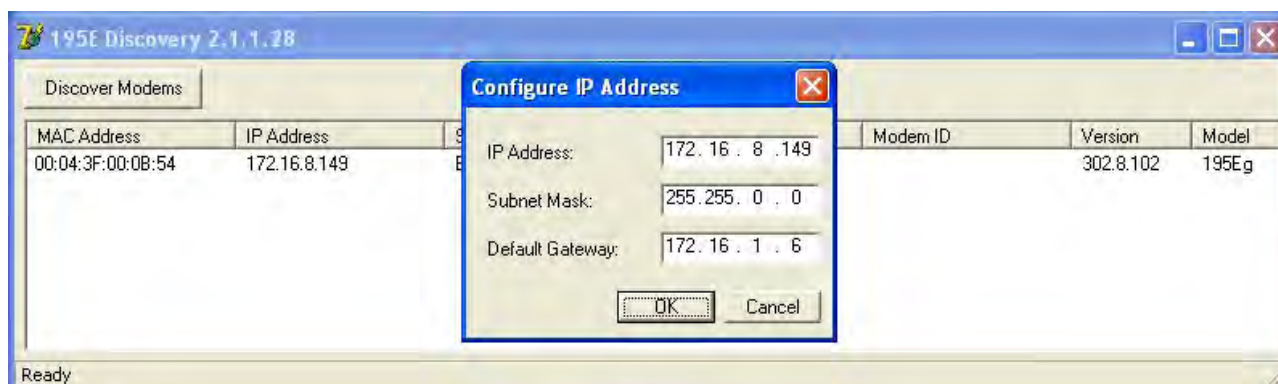 195E Discovery 2.1.1.28
Discover Modems
MAC Address IP Address Modem ID Version Model
00:04:3F:00:0B:54 172.16.8.149 302.8.102 195Eg
Configure IP Address
IP Address: 172. 16 . 8 .149
Subnet Mask: 255.255. 0 . 0
Default Gateway: 172. 16 . 1 . 6
OK Cancel
Ready